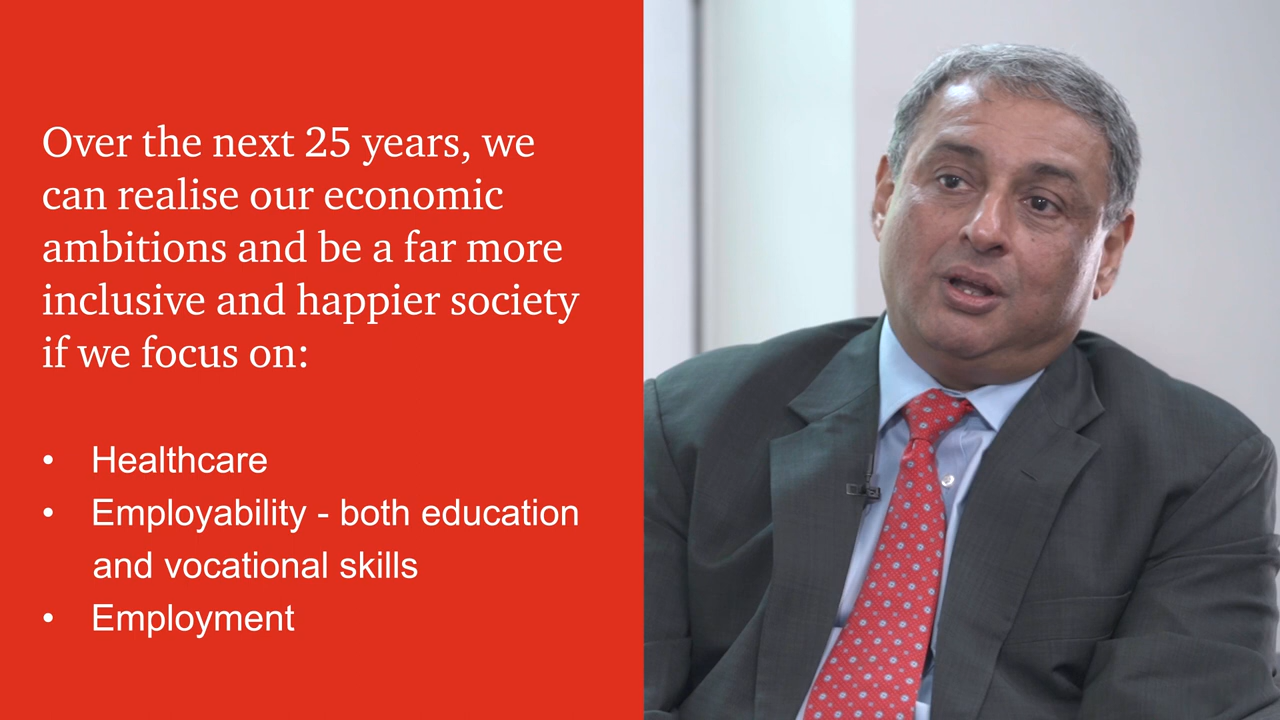 Over the next 25 years, we
can realise our economic
ambitions and be a far more
inclusive and happier society
if we focus on:
• Healthcare
• Employability - both education
and vocational skills
• Employment